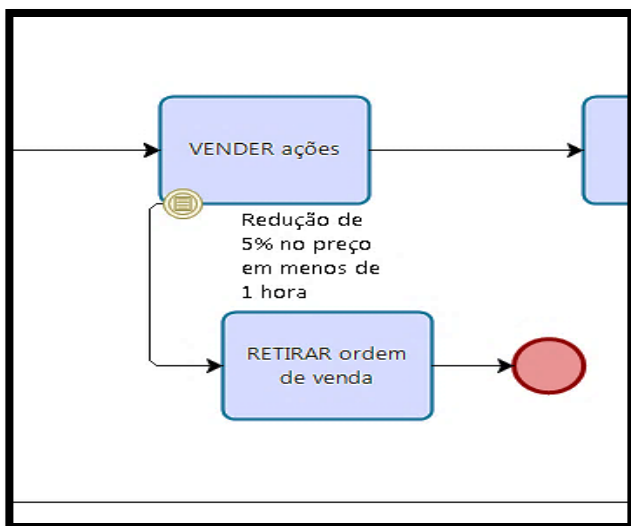 VENDER ações
Redução de
5% no preço
em menos de
1 hora
RETIRAR ordem
de venda